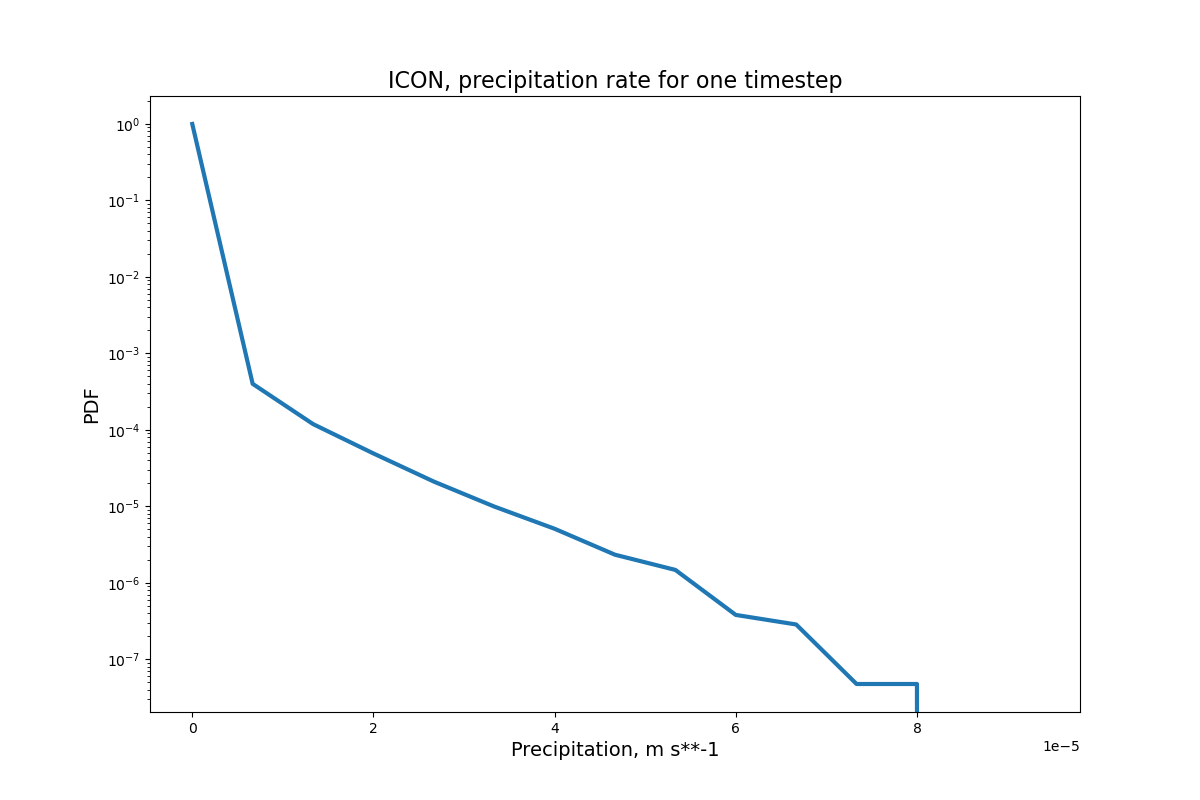 ICON, precipitation rate for one timestep
10⁰
10⁻¹
10⁻²
10⁻³
10⁻⁴
10⁻⁵
10⁻⁶
10⁻⁷
PDF
0 2 4 6 8
1e−5
Precipitation, m s**-1